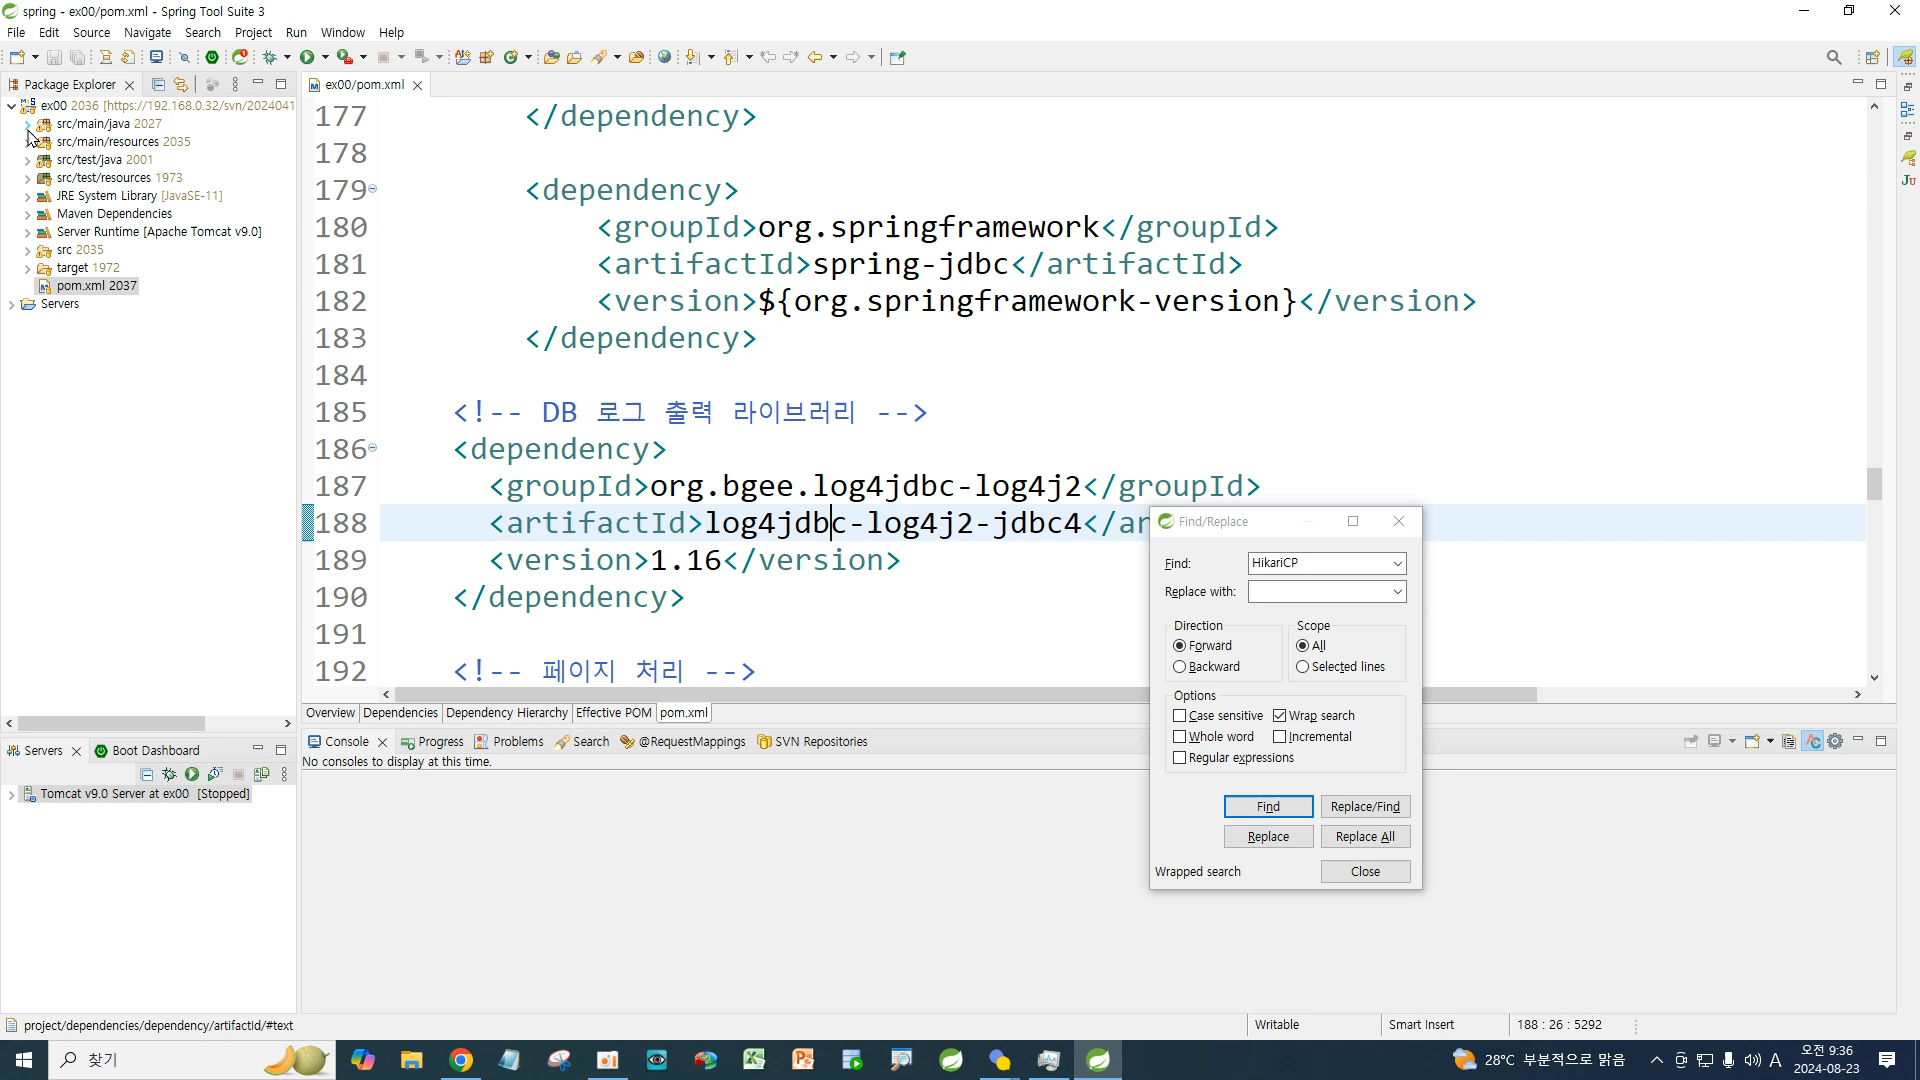 spring - ex00/pom.xml - Spring Tool Suite 3
File Edit Source Navigate Search Project Run Window Help
Package Explorer
ex00 2036 [https://192.168.0.32/svn/2024041
src/main/java 2027
src/main/resources 2035
src/test/java 2001
src/test/resources 1973
JRE System Library [JavaSE-11]
Maven Dependencies
Server Runtime [Apache Tomcat v9.0]
src 2035
target 1972
pom.xml 2037
Servers
ex00/pom.xml
177 </dependency>
178
179 <dependency>
180 <groupId>org.springframework</groupId>
181 <artifactId>spring-jdbc</artifactId>
182 <version>${org.springframework-version}</version>
183 </dependency>
184
185 <!-- DB 로그 출력 라이브러리 -->
186 <dependency>
187 <groupId>org.bgee.log4jdbc-log4j2</groupId>
188 <artifactId>log4jdbc-log4j2-jdbc4</ar
189 <version>1.16</version>
190 </dependency>
191
192 <!-- 페이지 처리 -->
Overview Dependencies Dependency Hierarchy Effective POM pom.xml
Find/Replace
Find: HikariCP
Replace with:
Direction Scope
Forward All
Backward Selected lines
Options
Case sensitive Wrap search
Whole word Incremental
Regular expressions
Find Replace/Find
Replace Replace All
Wrapped search Close
Servers Boot Dashboard
Tomcat v9.0 Server at ex00 [Stopped]
Console Progress Problems Search @RequestMappings SVN Repositories
No consoles to display at this time.
project/dependencies/dependency/artifactId/#text
Writable Smart Insert 188 : 26 : 5292
찾기
28°C 부분적으로 맑음
A
오전 9:36
2024-08-23